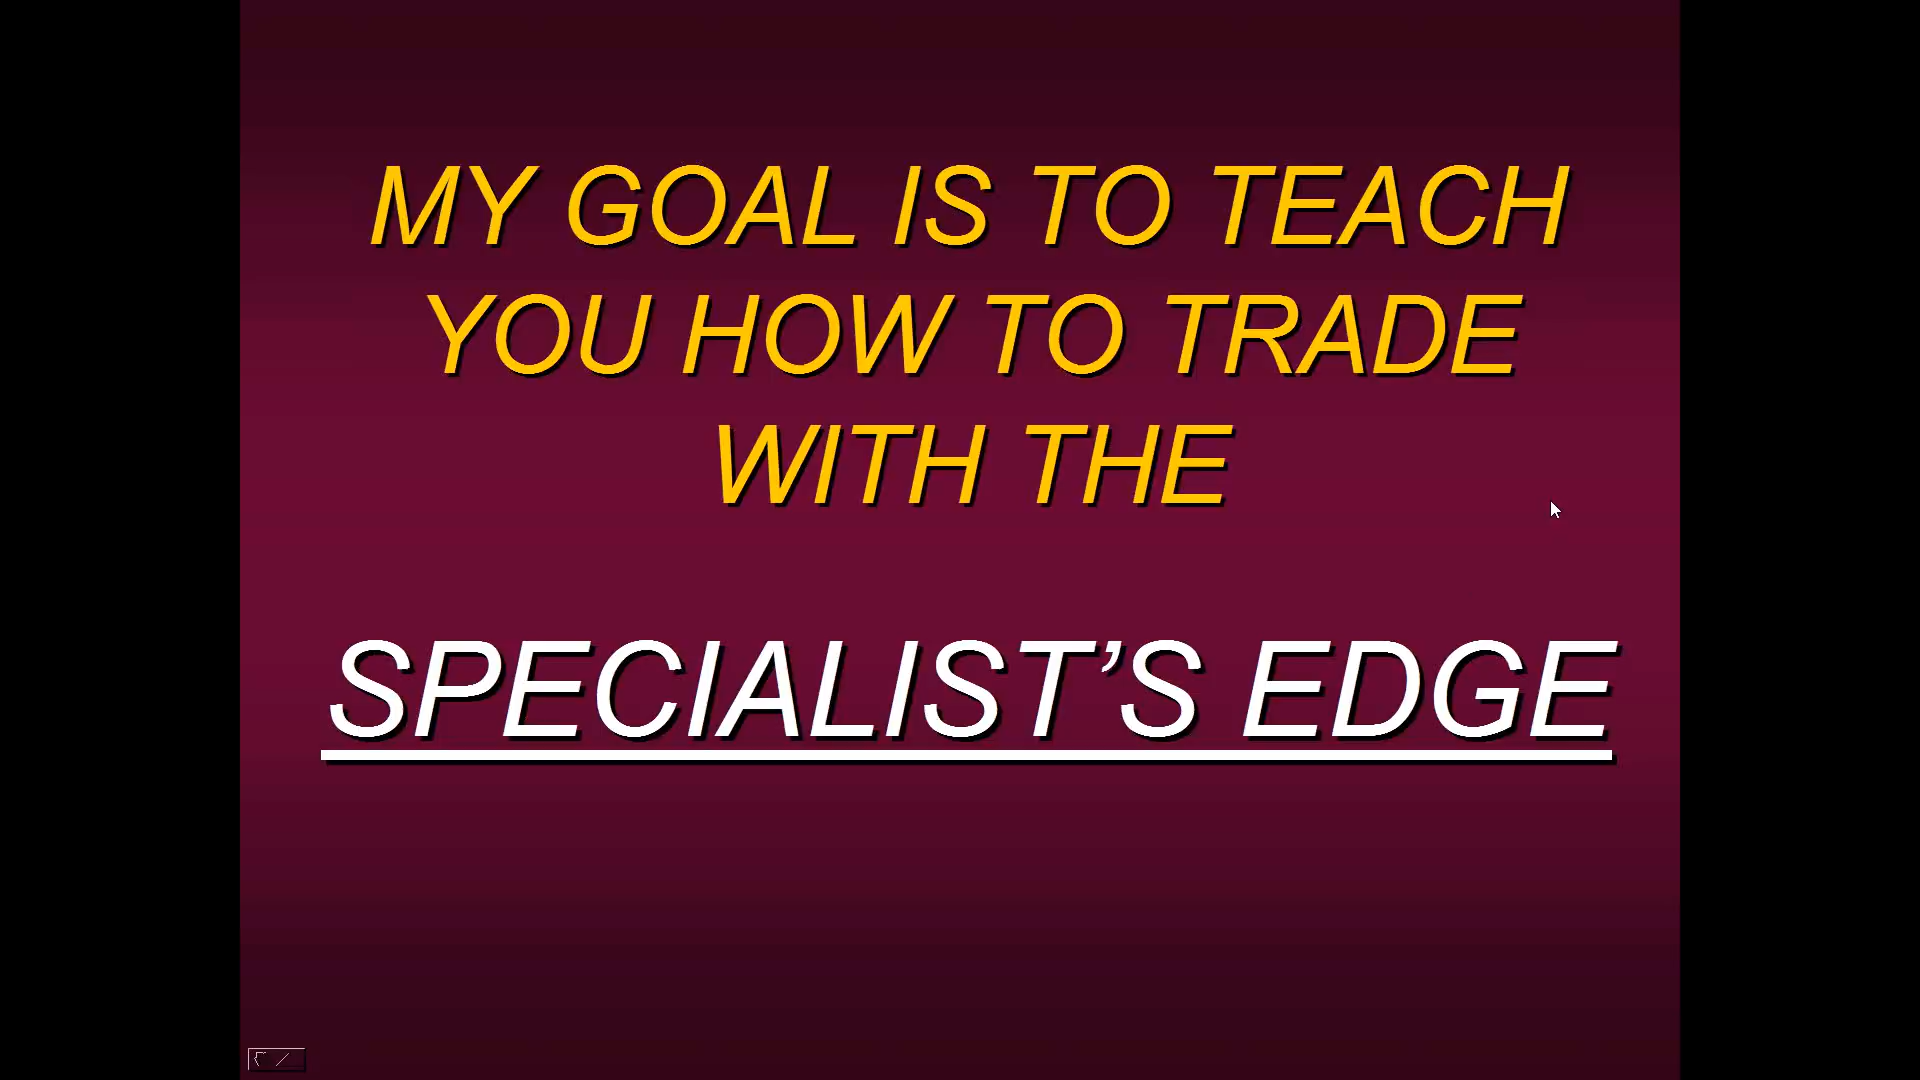 MY GOAL IS TO TEACH
YOU HOW TO TRADE
WITH THE
SPECIALIST’S EDGE